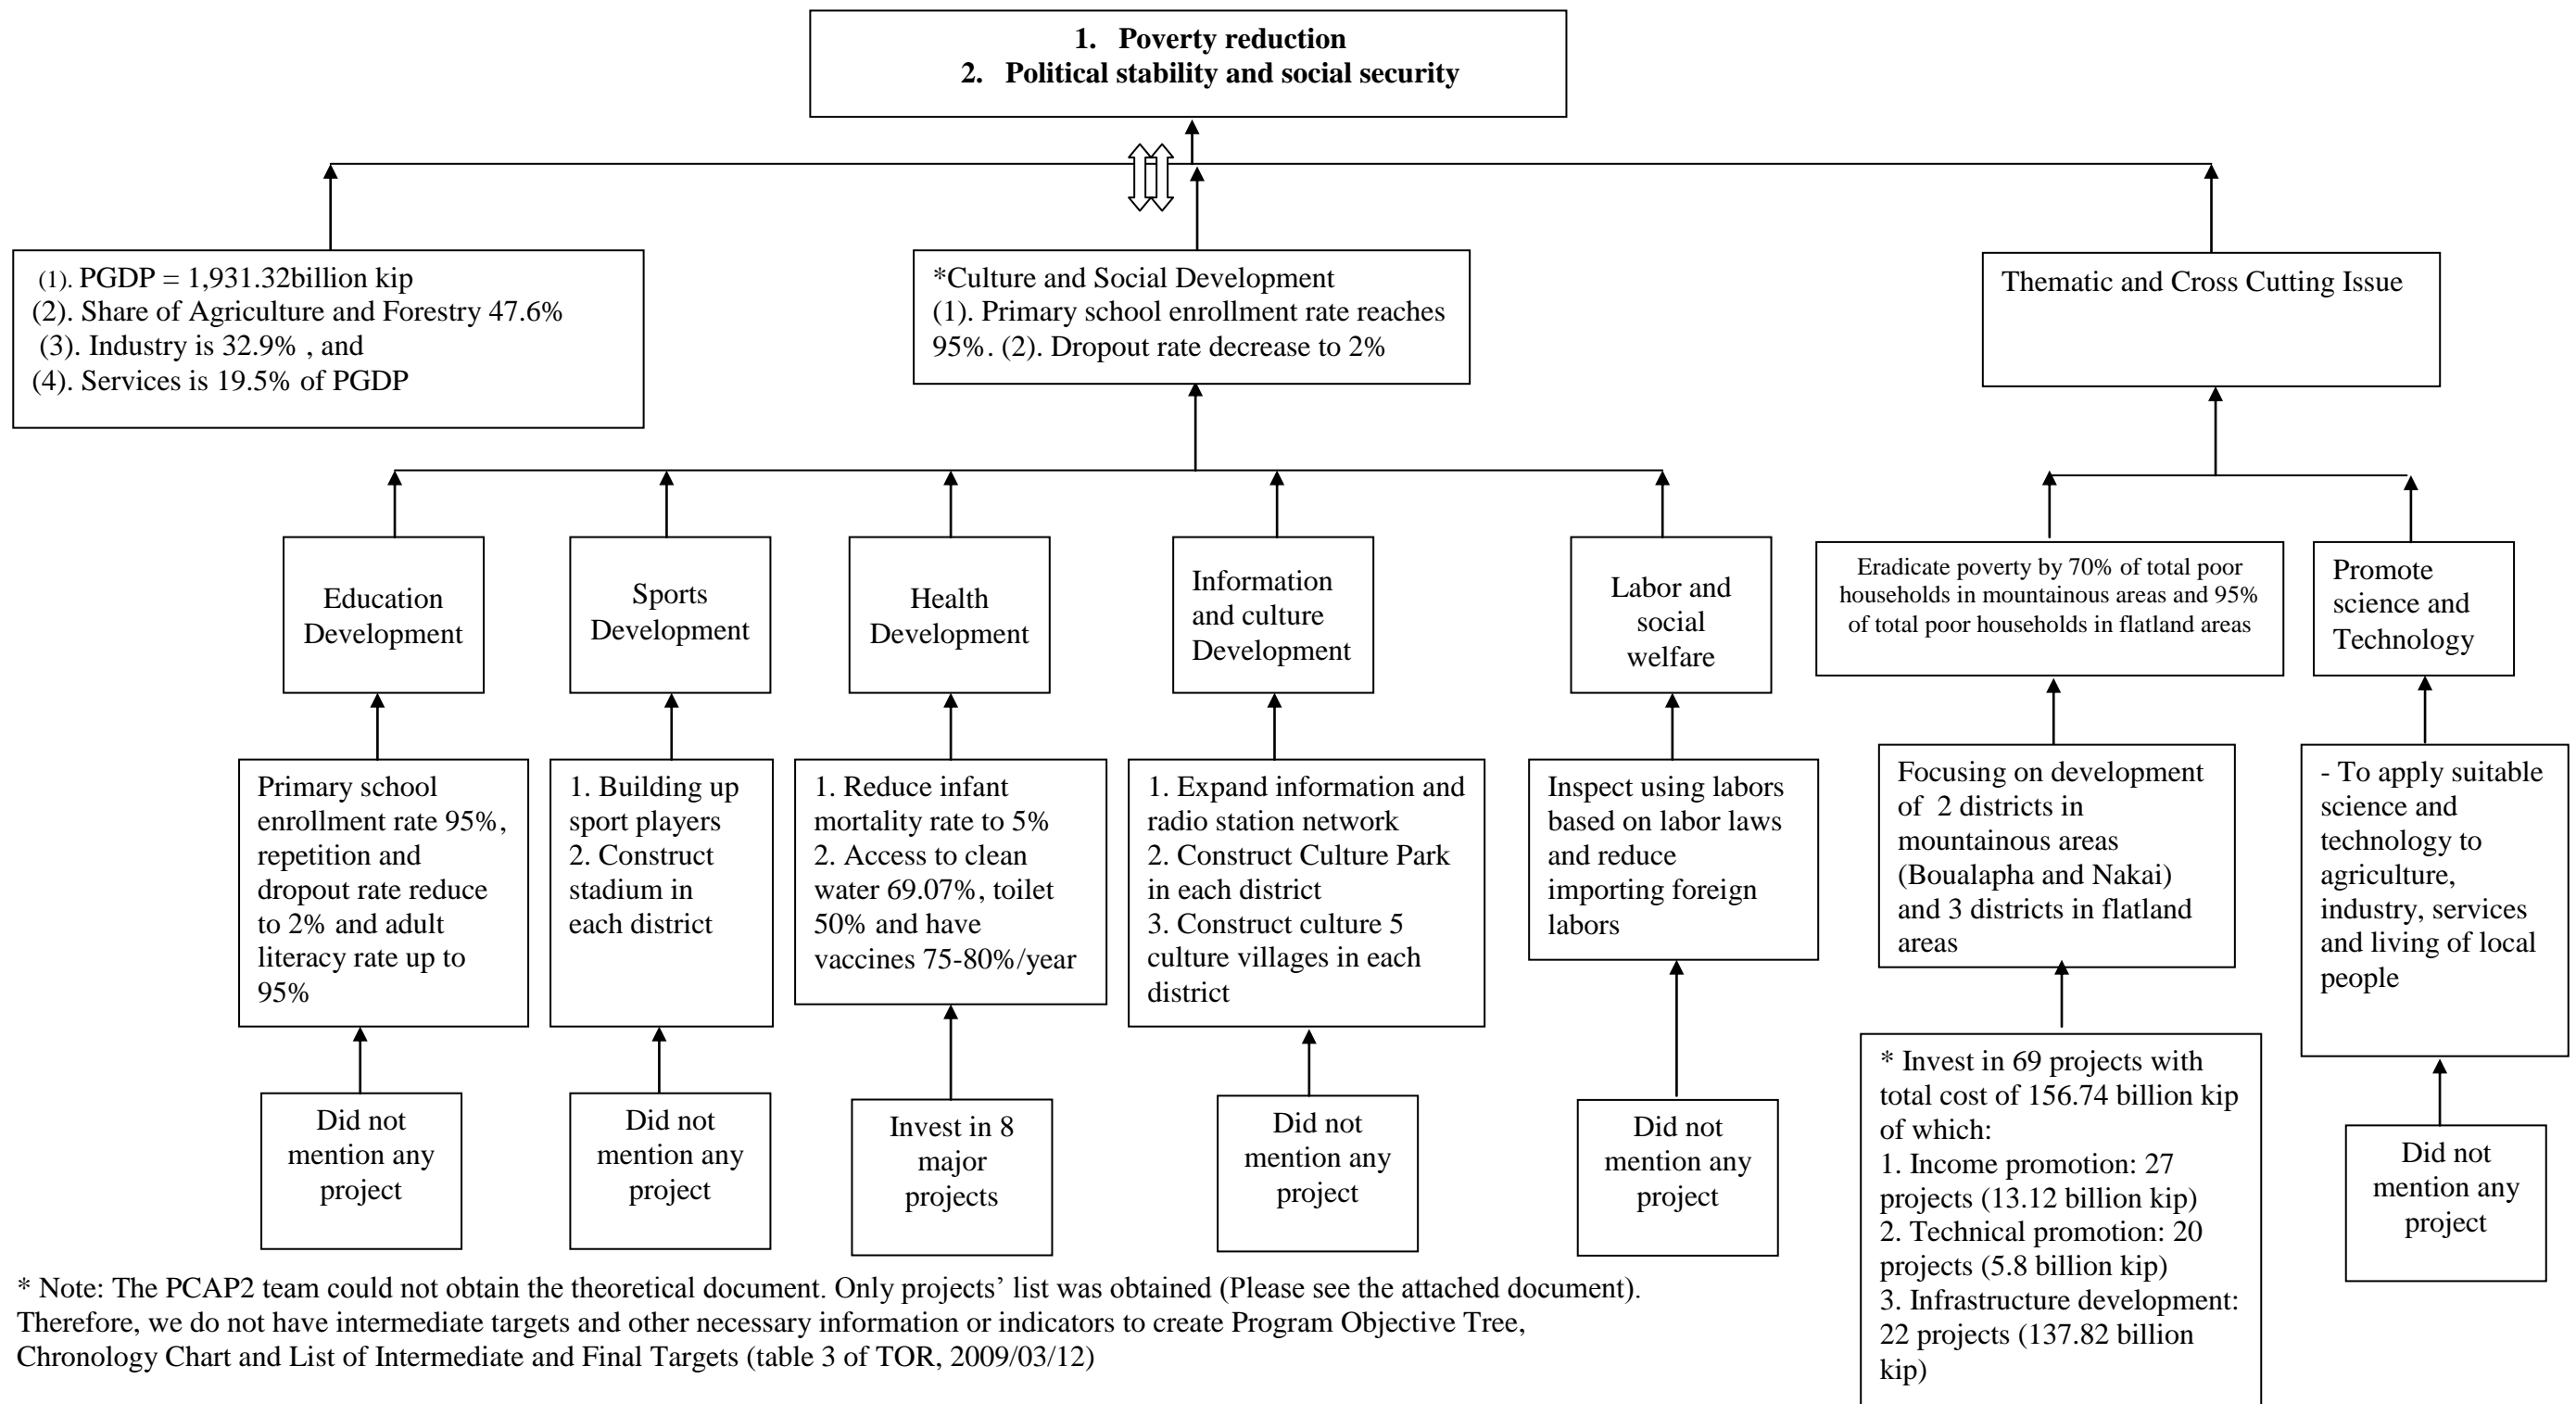 1. Poverty reduction
2. Political stability and social security
(1). PGDP = 1,931.32billion kip
(2). Share of Agriculture and Forestry 47.6%
(3). Industry is 32.9% , and
(4). Services is 19.5% of PGDP
*Culture and Social Development
(1). Primary school enrollment rate reaches
95%. (2). Dropout rate decrease to 2%
Thematic and Cross Cutting Issue
Education
Development
Sports
Development
Health
Development
Information
and culture
Development
Labor and
social
welfare
Eradicate poverty by 70% of total poor
households in mountainous areas and 95%
of total poor households in flatland areas
Promote
science and
Technology
Primary school
enrollment rate 95%,
repetition and
dropout rate reduce
to 2% and adult
literacy rate up to
95%
1. Building up
sport players
2. Construct
stadium in
each district
1. Reduce infant
mortality rate to 5%
2. Access to clean
water 69.07%, toilet
50% and have
vaccines 75-80%/year
1. Expand information and
radio station network
2. Construct Culture Park
in each district
3. Construct culture 5
culture villages in each
district
Inspect using labors
based on labor laws
and reduce
importing foreign
labors
Focusing on development
of 2 districts in
mountainous areas
(Boualapha and Nakai)
and 3 districts in flatland
areas
- To apply suitable
science and
technology to
agriculture,
industry, services
and living of local
people
Did not
mention any
project
Did not
mention any
project
Invest in 8
major
projects
Did not
mention any
project
Did not
mention any
project
* Invest in 69 projects with
total cost of 156.74 billion kip
of which:
1. Income promotion: 27
projects (13.12 billion kip)
2. Technical promotion: 20
projects (5.8 billion kip)
3. Infrastructure development:
22 projects (137.82 billion
kip)
Did not
mention any
project
* Note: The PCAP2 team could not obtain the theoretical document. Only projects’ list was obtained (Please see the attached document).
Therefore, we do not have intermediate targets and other necessary information or indicators to create Program Objective Tree,
Chronology Chart and List of Intermediate and Final Targets (table 3 of TOR, 2009/03/12)